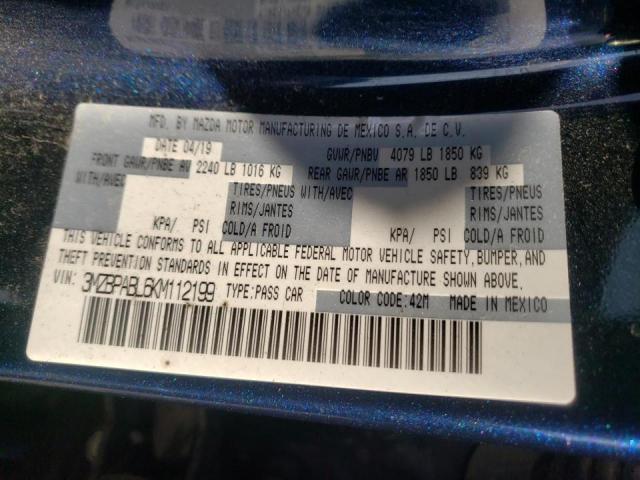 MFD. BY MAZDA MOTOR MANUFACTURING DE MEXICO S.A. DE C.V.
DATE 04/19 GVWR/PNBV 4079 LB 1850 KG
FRONT GAWR/PNBE AV 2240 LB 1016 KG REAR GAWR/PNBE AR 1850 LB 839 KG
WITH/AVEC TIRES/PNEUS WITH/AVEC TIRES/PNEUS
RIMS/JANTES RIMS/JANTES
KPA/ PSI COLD/A FROID KPA/ PSI COLD/A FROID
THIS VEHICLE CONFORMS TO ALL APPLICABLE FEDERAL MOTOR VEHICLE SAFETY, BUMPER, AND
THEFT PREVENTION STANDARDS IN EFFECT ON THE DATE OF MANUFACTURE SHOWN ABOVE.
VIN: 3MZBPABL6KM112199 TYPE:PASS CAR COLOR CODE:42M MADE IN MEXICO